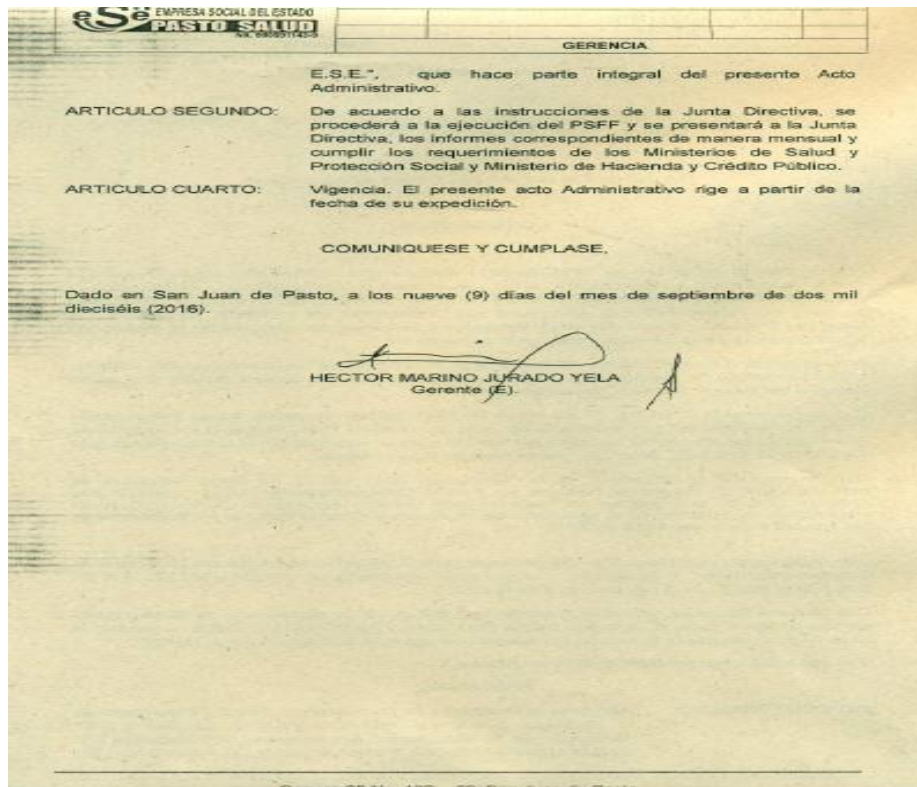 eSe EMPRESA SOCIAL DEL ESTADO
PASTO SALUD
GERENCIA
E.S.E.", que hace parte integral del presente Acto
Administrativo.
ARTICULO SEGUNDO: De acuerdo a las instrucciones de la Junta Directiva, se
procederá a la ejecución del PSFF y se presentará a la Junta
Directiva, los informes correspondientes de manera mensual y
cumplir los requerimientos de los Ministerios de Salud y
Protección Social y Ministerio de Hacienda y Crédito Público.
ARTICULO CUARTO: Vigencia. El presente acto Administrativo rige a partir de la
fecha de su expedición.
COMUNIQUESE Y CUMPLASE,
Dado en San Juan de Pasto, a los nueve (9) días del mes de septiembre de dos mil
dieciséis (2016).
HECTOR MARINO JURADO YELA
Gerente (E).